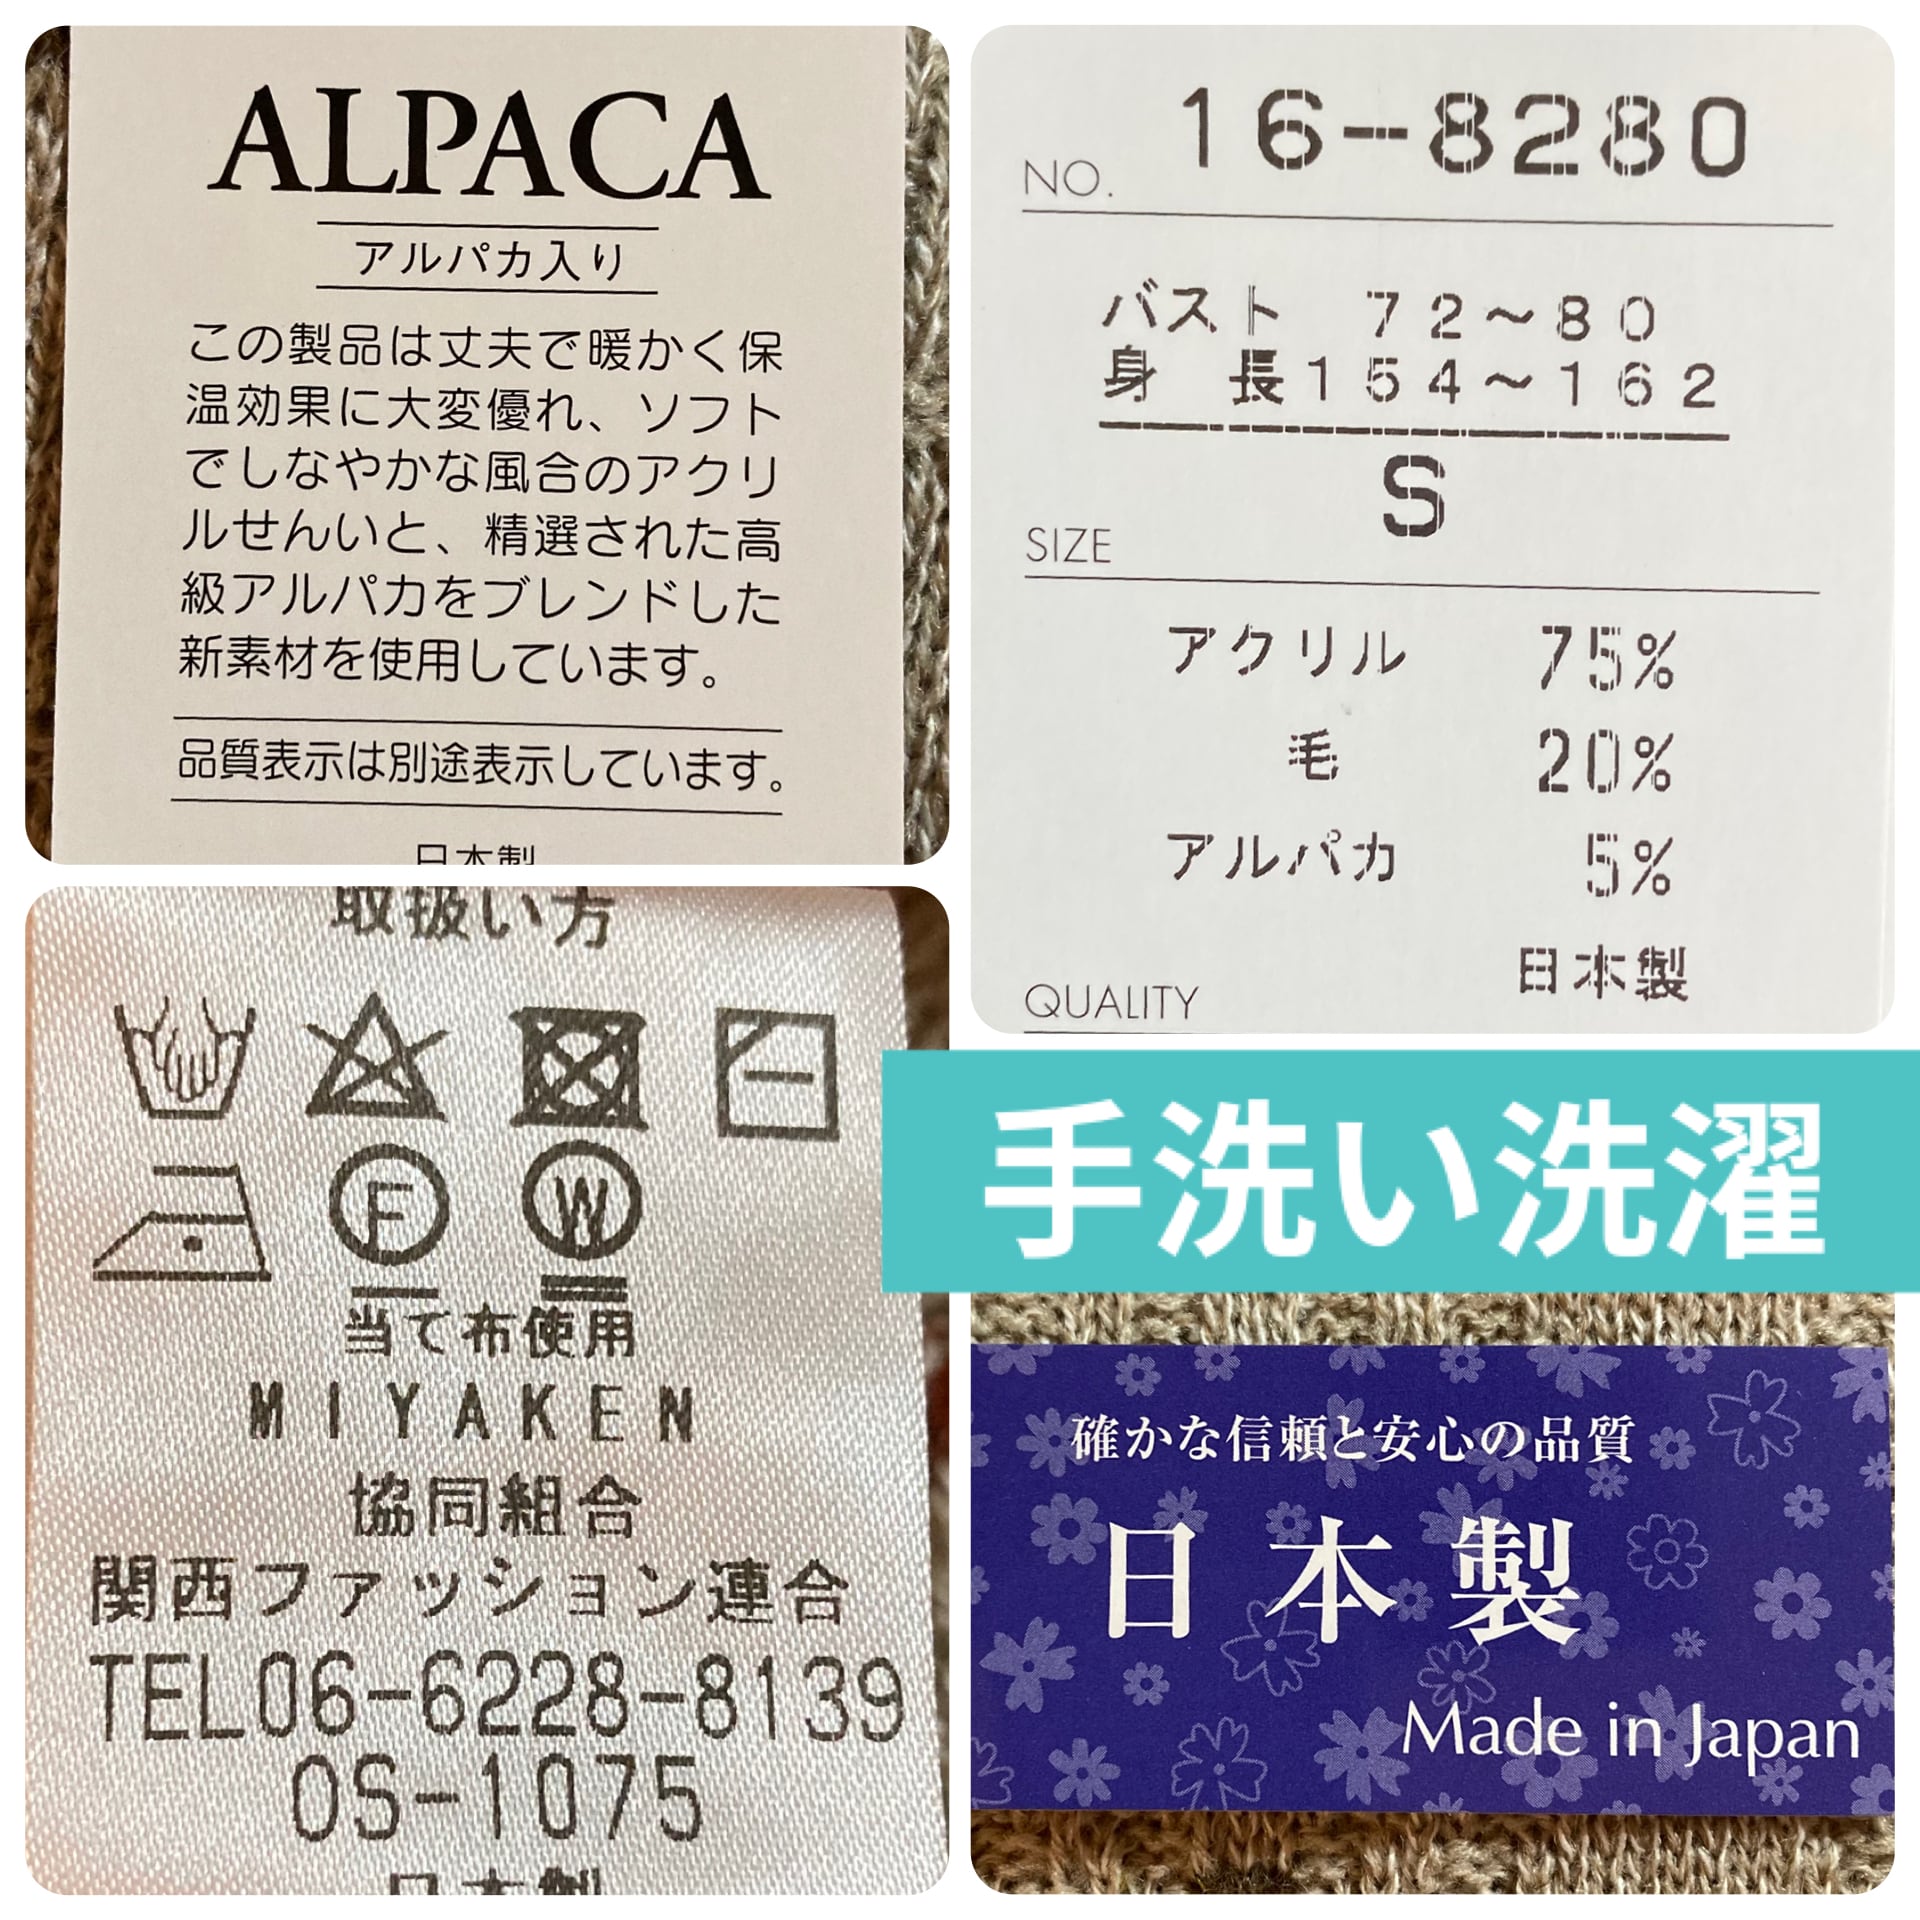 ALPACA
アルパカ入り
この製品は丈夫で暖かく保
温効果に大変優れ、ソフト
でしなやかな風合のアクリ
ルせんいと、精選された高
級アルパカをブレンドした
新素材を使用しています。
品質表示は別途表示しています。
日本製
NO. 16-8280
バスト 72～80
身 長154～162
S
SIZE
アクリル 75%
毛 20%
アルパカ 5%
日本製
QUALITY
取扱い方
F W
当て布使用
MIYAKEN
協同組合
関西ファッション連合
TEL06-6228-8139
OS-1075
日本製
手洗い洗濯
確かな信頼と安心の品質
日本製
Made in Japan